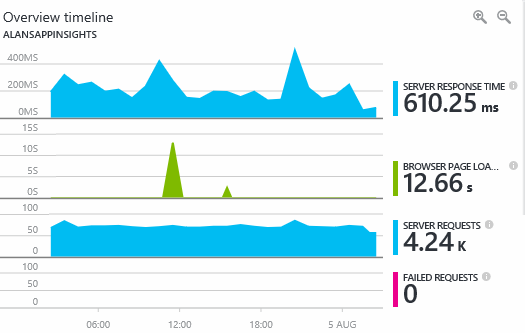 Overview timeline
ALANSAPPINSIGHTS
400MS
200MS
0MS
SERVER RESPONSE TIME
610.25 ms
15S
10S
5S
0S
BROWSER PAGE LOA...
12.66 s
100
50
0
SERVER REQUESTS
4.24 K
100
50
0
FAILED REQUESTS
0
06:00 12:00 18:00 5 AUG